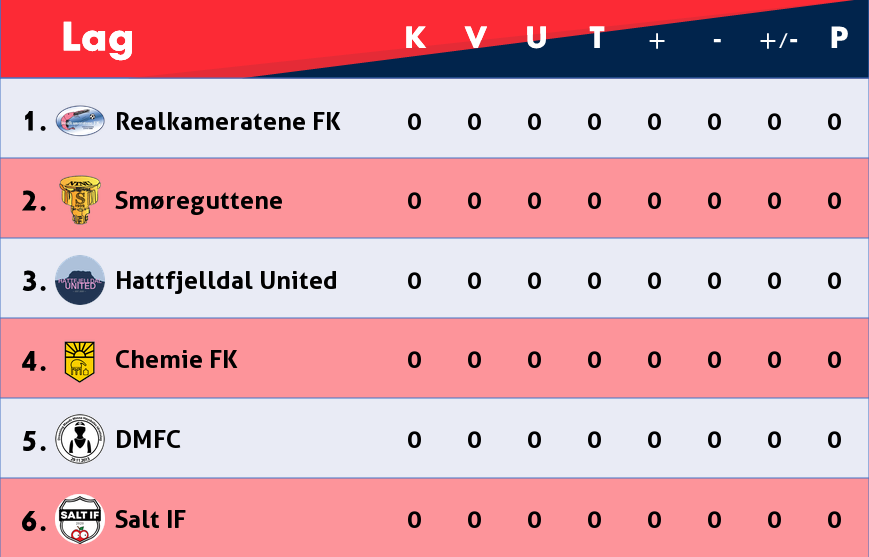 Lag K V U T + - +/- P
1. Realkameratene FK 0 0 0 0 0 0 0 0
2. Smøreguttene 0 0 0 0 0 0 0 0
3. HATTFJELLDAL UNITED Hattfjelldal United 0 0 0 0 0 0 0 0
4. Chemie FK 0 0 0 0 0 0 0 0
5. DMFC 0 0 0 0 0 0 0 0
6. SALT IF Salt IF 0 0 0 0 0 0 0 0